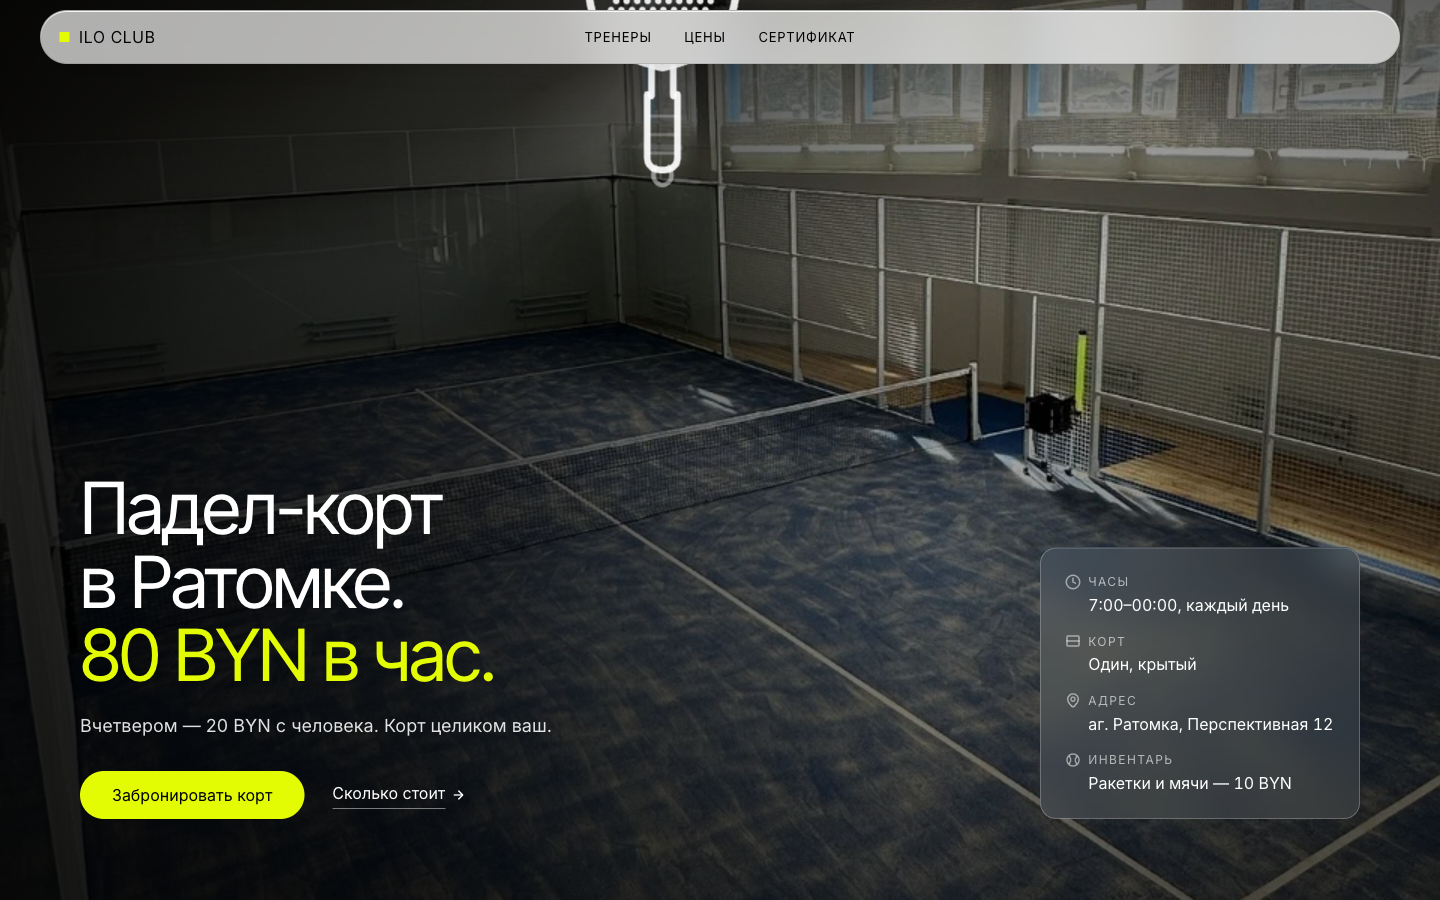 ILO CLUB
ТРЕНЕРЫ
ЦЕНЫ
СЕРТИФИКАТ
Падел-корт
в Ратомке.
80 BYN в час.
Вчетвером — 20 BYN с человека. Корт целиком ваш.
Забронировать корт
Сколько стоит →
ЧАСЫ
7:00–00:00, каждый день
КОРТ
Один, крытый
АДРЕС
аг. Ратомка, Перспективная 12
ИНВЕНТАРЬ
Ракетки и мячи — 10 BYN